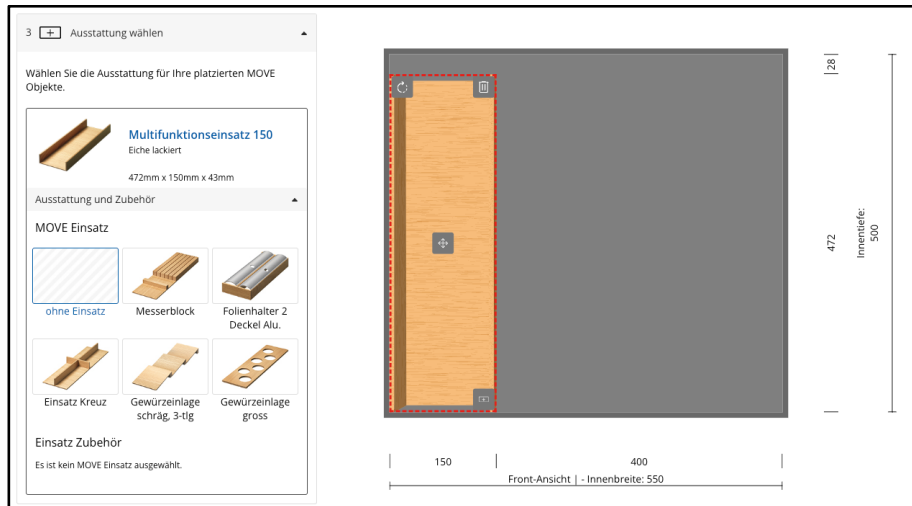 3 Ausstattung wählen
Wählen Sie die Ausstattung für Ihre platzierten MOVE
Objekte.
Multifunktionseinsatz 150
Eiche lackiert
472mm x 150mm x 43mm
Ausstattung und Zubehör
MOVE Einsatz
ohne Einsatz
Messerblock
Folienhalter 2
Deckel Alu.
Einsatz Kreuz
Gewürzeinlage
schräg, 3-tlg
Gewürzeinlage
gross
Einsatz Zubehör
Es ist kein MOVE Einsatz ausgewählt.
28
472
Innentiefe:
500
150
400
Front-Ansicht | - Innenbreite: 550